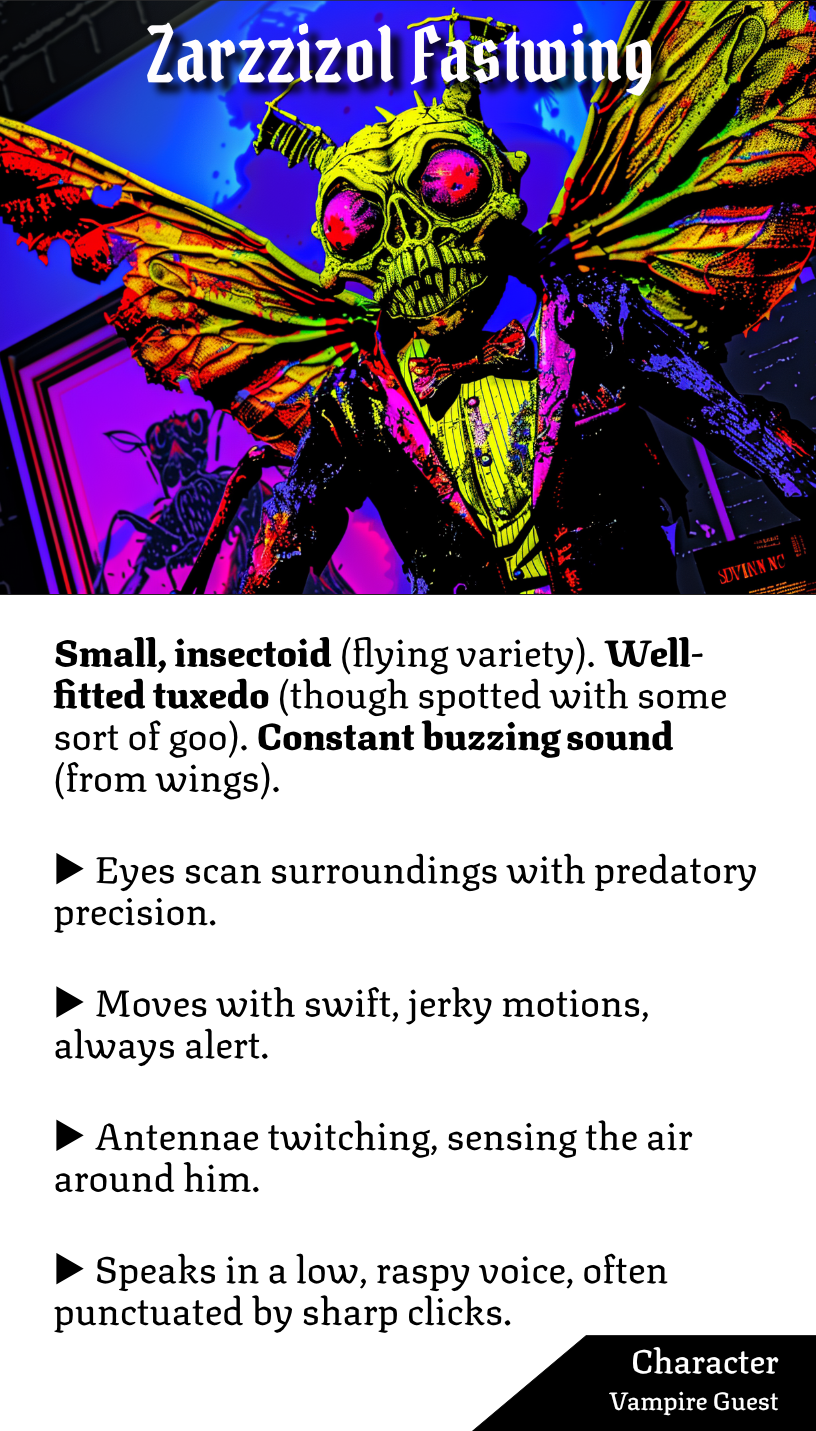 Zarzzizol Fastwing
Small, insectoid (flying variety). Well-
fitted tuxedo (though spotted with some
sort of goo). Constant buzzing sound
(from wings).
▶ Eyes scan surroundings with predatory
precision.
▶ Moves with swift, jerky motions,
always alert.
▶ Antennae twitching, sensing the air
around him.
▶ Speaks in a low, raspy voice, often
punctuated by sharp clicks.
Character
Vampire Guest